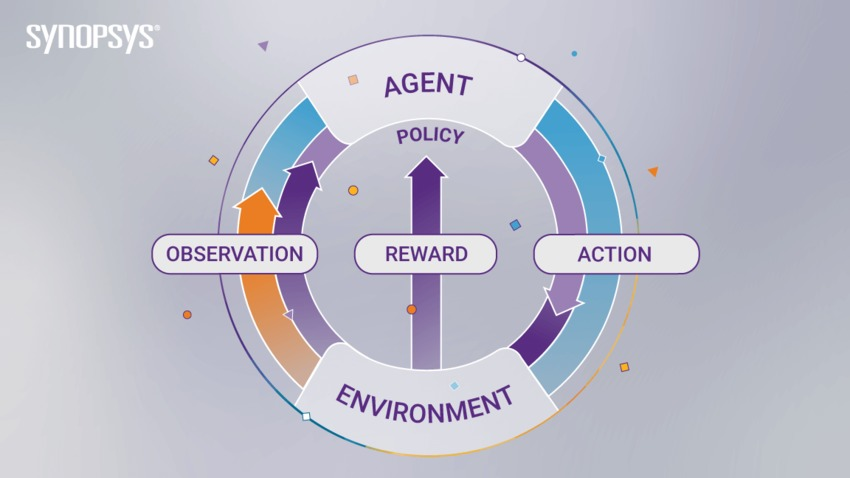 SYNOPSYS®
AGENT
POLICY
OBSERVATION
REWARD
ACTION
ENVIRONMENT